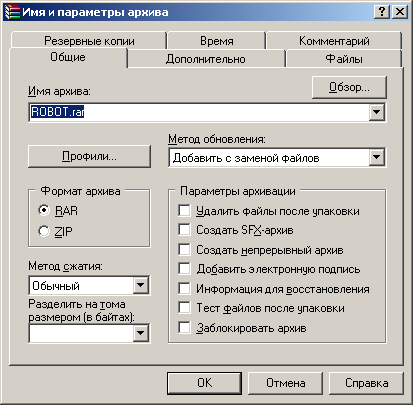 Имя и параметры архива
Резервные копии Время Комментарий
Общие Дополнительно Файлы
Обзор...
Имя архива:
ROBOT.rar
Метод обновления:
Профили... Добавить с заменой файлов
Формат архива
RAR
ZIP
Метод сжатия:
Обычный
Разделить на тома
размером (в байтах):
Параметры архивации
Удалить файлы после упаковки
Создать SFX-архив
Создать непрерывный архив
Добавить электронную подпись
Информация для восстановления
Тест файлов после упаковки
Заблокировать архив
OK Отмена Справка